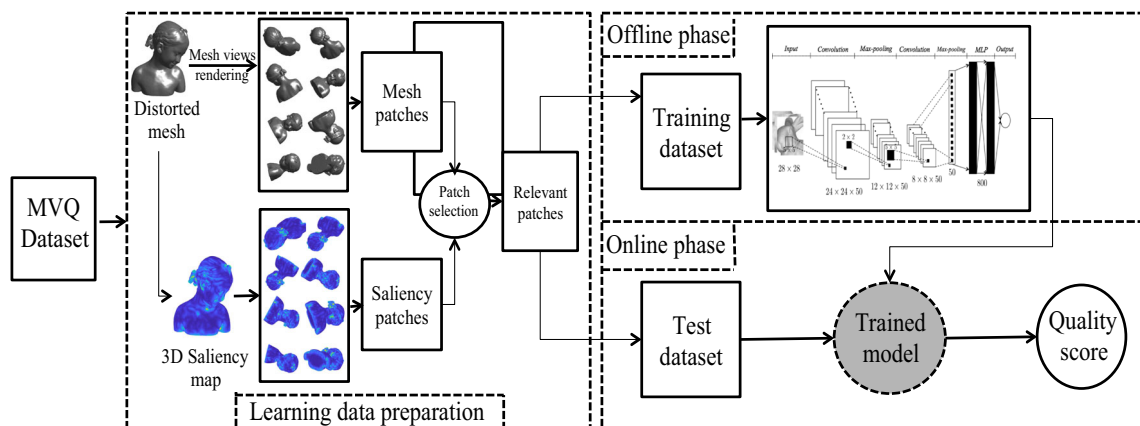 MVQ
Dataset
Distorted
mesh
Mesh views
rendering
3D Saliency
map
Mesh
patches
Saliency
patches
Patch
selection
Relevant
patches
Learning data preparation
Offline phase
Training
dataset
Input Convolution Max-pooling Convolution Max-pooling MLP Output
2 × 2
28 × 28
24 × 24 × 50
12 × 12 × 50
8 × 8 × 50
50
800
Online phase
Test
dataset
Trained
model
Quality
score